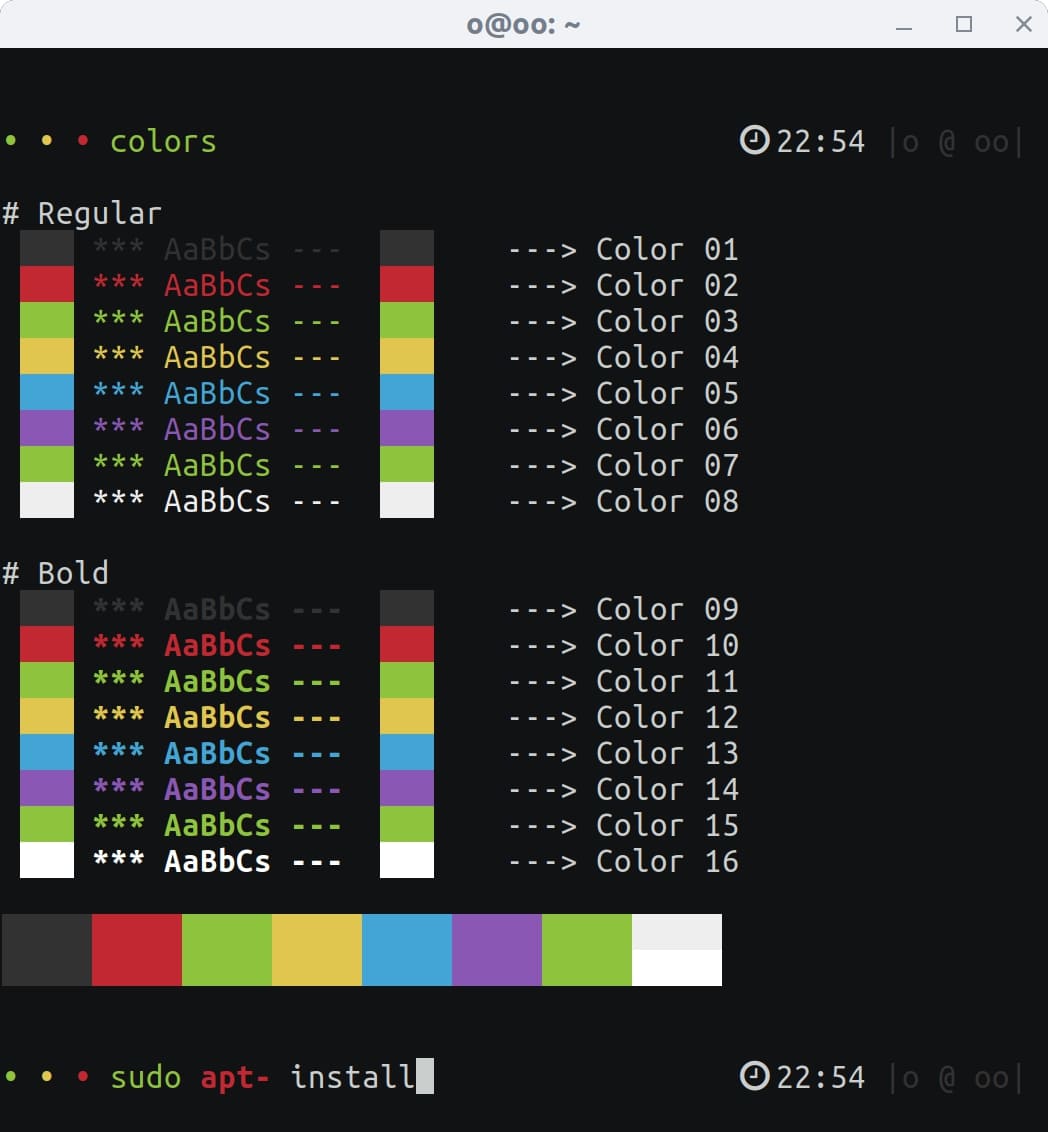 o@oo: ~
• • • colors 22:54 |o @ oo|
# Regular
*** AaBbCs --- ---> Color 01
*** AaBbCs --- ---> Color 02
*** AaBbCs --- ---> Color 03
*** AaBbCs --- ---> Color 04
*** AaBbCs --- ---> Color 05
*** AaBbCs --- ---> Color 06
*** AaBbCs --- ---> Color 07
*** AaBbCs --- ---> Color 08
# Bold
*** AaBbCs --- ---> Color 09
*** AaBbCs --- ---> Color 10
*** AaBbCs --- ---> Color 11
*** AaBbCs --- ---> Color 12
*** AaBbCs --- ---> Color 13
*** AaBbCs --- ---> Color 14
*** AaBbCs --- ---> Color 15
*** AaBbCs --- ---> Color 16
• • • sudo apt- install 22:54 |o @ oo|